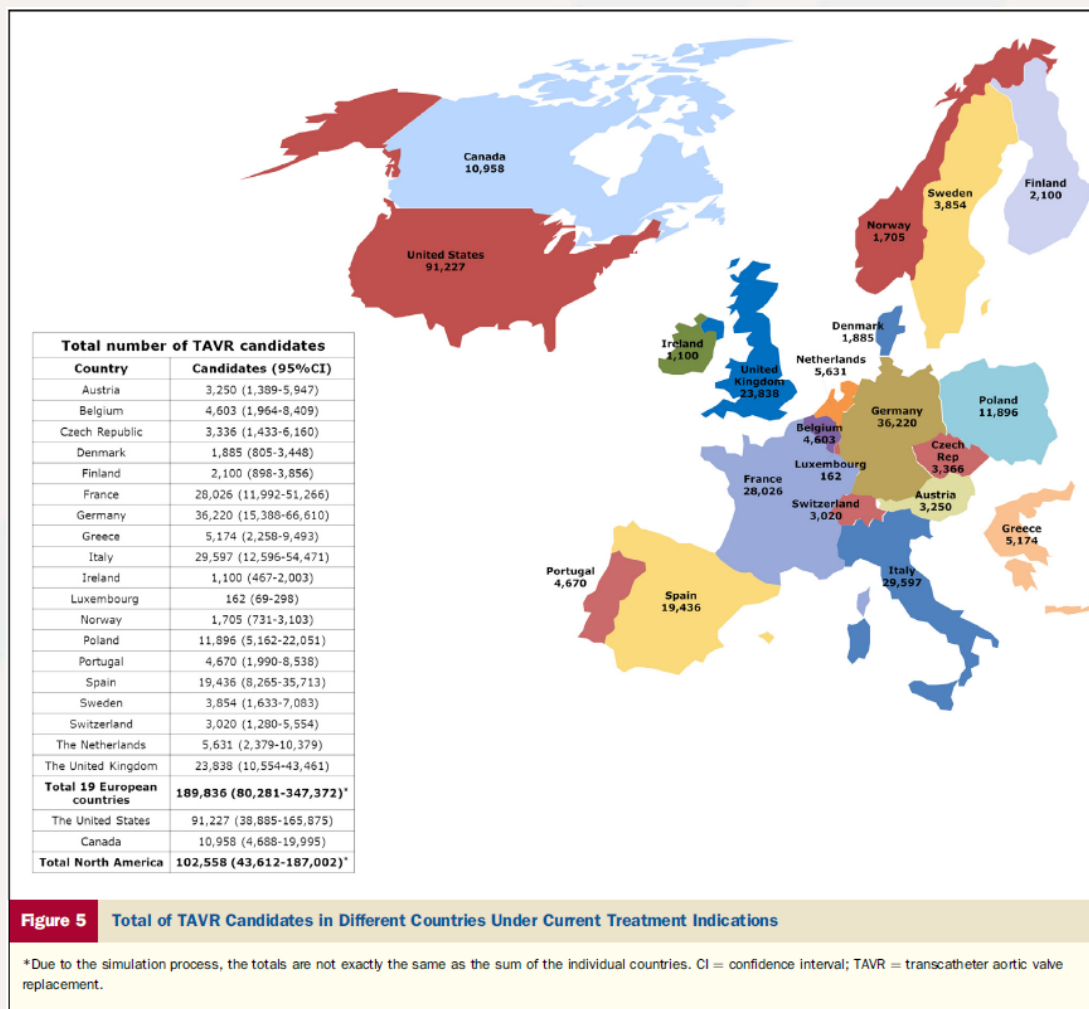 Canada
10,958
United States
91,227
Norway
1,705
Sweden
3,854
Finland
2,100
Denmark
1,885
Ireland
1,100
United
Kingdom
23,838
Netherlands
5,631
Germany
36,220
Poland
11,896
Belgium
4,603
Luxembourg
162
Czech
Rep
3,366
France
28,026
Switzerland
3,020
Austria
3,250
Greece
5,174
Portugal
4,670
Spain
19,436
Italy
29,597
Total number of TAVR candidates
Country Candidates (95%CI)
Austria 3,250 (1,389-5,947)
Belgium 4,603 (1,964-8,409)
Czech Republic 3,336 (1,433-6,160)
Denmark 1,885 (805-3,448)
Finland 2,100 (898-3,856)
France 28,026 (11,992-51,266)
Germany 36,220 (15,388-66,610)
Greece 5,174 (2,258-9,493)
Italy 29,597 (12,596-54,471)
Ireland 1,100 (467-2,003)
Luxembourg 162 (69-298)
Norway 1,705 (731-3,103)
Poland 11,896 (5,162-22,051)
Portugal 4,670 (1,990-8,538)
Spain 19,436 (8,265-35,713)
Sweden 3,854 (1,633-7,083)
Switzerland 3,020 (1,280-5,554)
The Netherlands 5,631 (2,379-10,379)
The United Kingdom 23,838 (10,554-43,461)
Total 19 European
countries 189,836 (80,281-347,372)*
The United States 91,227 (38,885-165,875)
Canada 10,958 (4,688-19,995)
Total North America 102,558 (43,612-187,002)*
Figure 5 Total of TAVR Candidates in Different Countries Under Current Treatment Indications
*Due to the simulation process, the totals are not exactly the same as the sum of the individual countries. CI = confidence interval; TAVR = transcatheter aortic valve
replacement.